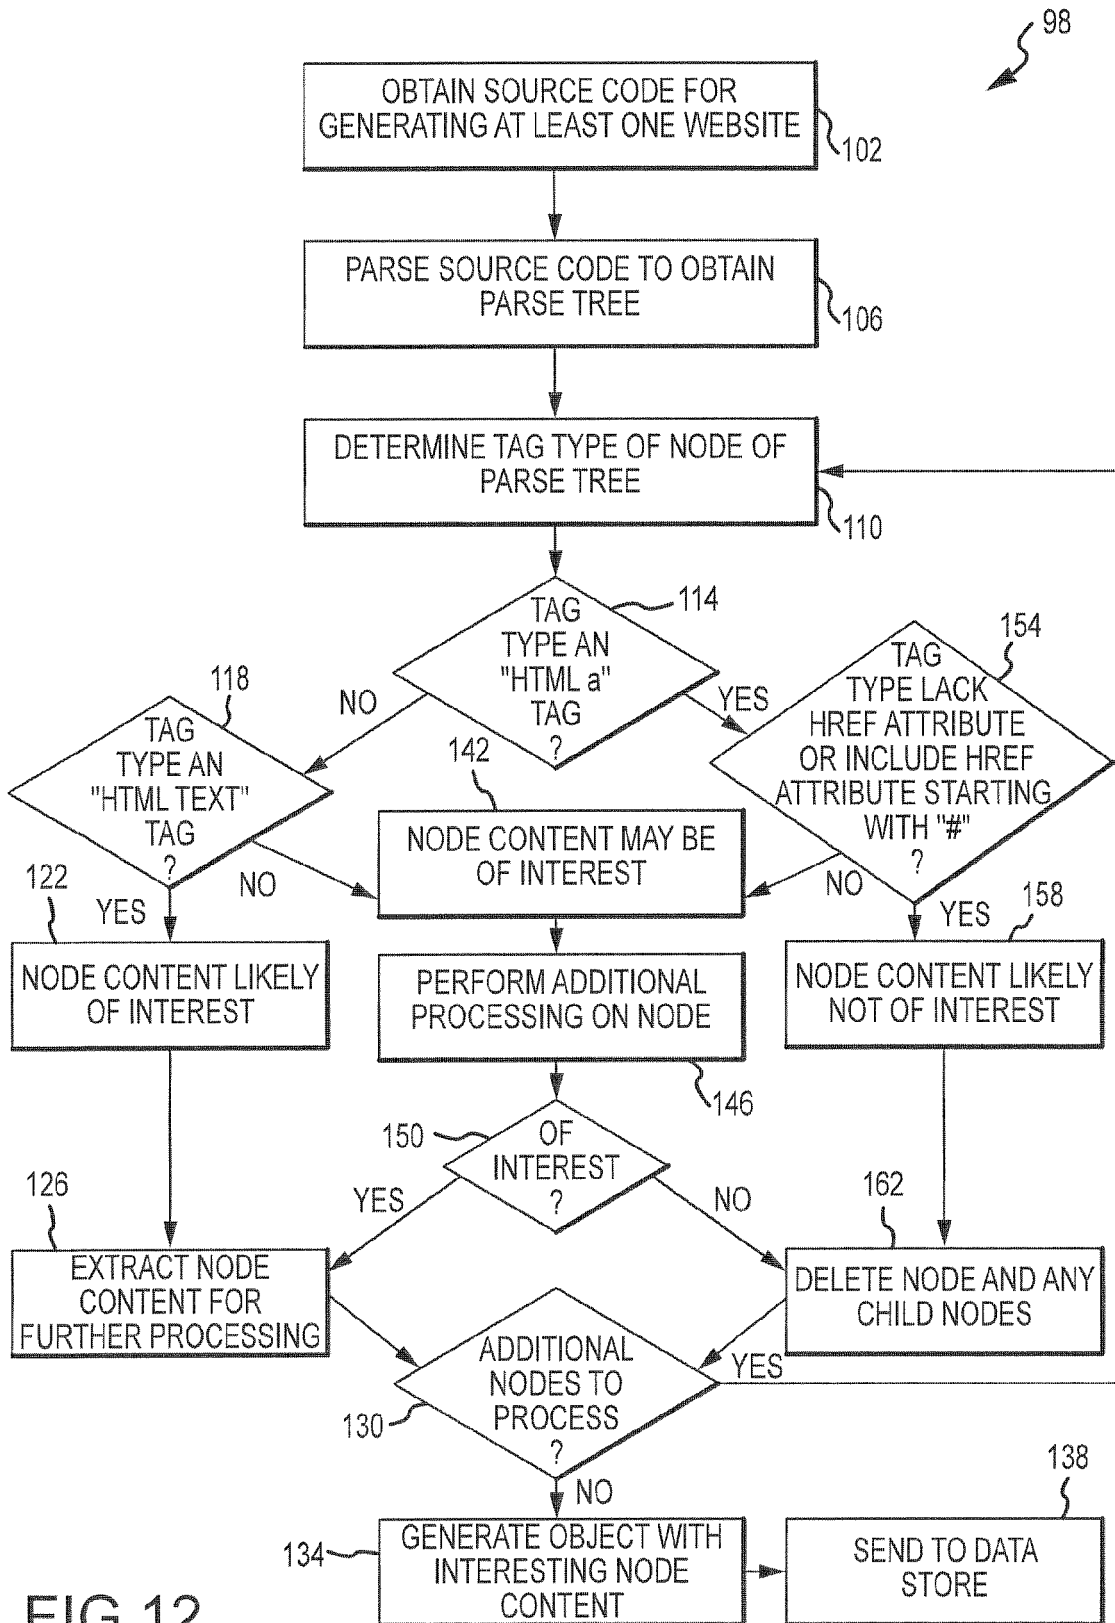 98
OBTAIN SOURCE CODE FOR
GENERATING AT LEAST ONE WEBSITE
102
PARSE SOURCE CODE TO OBTAIN
PARSE TREE
106
DETERMINE TAG TYPE OF NODE OF
PARSE TREE
110
TAG
TYPE AN
"HTML a"
TAG
?
114
NO
YES
118
TAG
TYPE AN
"HTML TEXT"
TAG
?
154
TAG
TYPE LACK
HREF ATTRIBUTE
OR INCLUDE HREF
ATTRIBUTE STARTING
WITH "#"
?
142
NODE CONTENT MAY BE
OF INTEREST
NO
NO
122
YES
YES
158
NODE CONTENT LIKELY
OF INTEREST
PERFORM ADDITIONAL
PROCESSING ON NODE
146
NODE CONTENT LIKELY
NOT OF INTEREST
150
OF
INTEREST
?
YES
NO
126
EXTRACT NODE
CONTENT FOR
FURTHER PROCESSING
162
DELETE NODE AND ANY
CHILD NODES
ADDITIONAL
NODES TO
PROCESS
?
130
YES
NO
134
GENERATE OBJECT WITH
INTERESTING NODE
CONTENT
138
SEND TO DATA
STORE
FIG.12